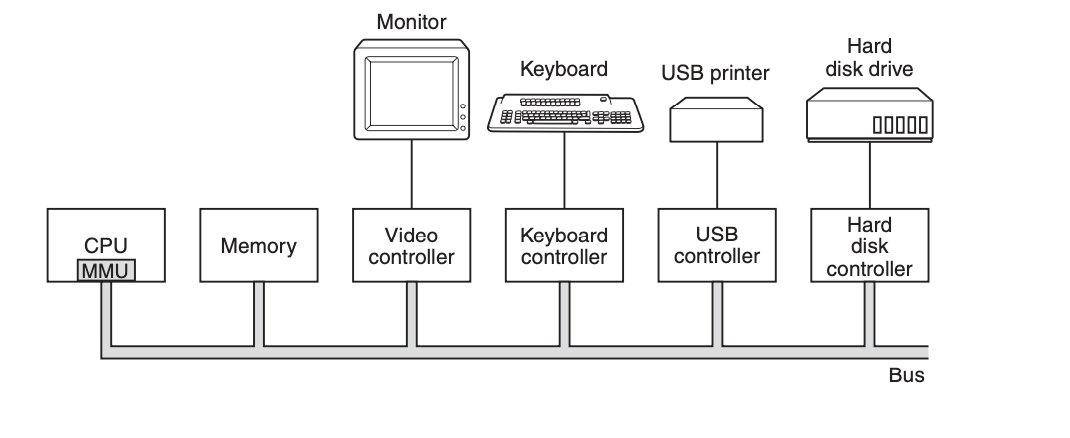 Monitor
Keyboard
USB printer
Hard
disk drive
CPU
MMU
Memory
Video
controller
Keyboard
controller
USB
controller
Hard
disk
controller
Bus